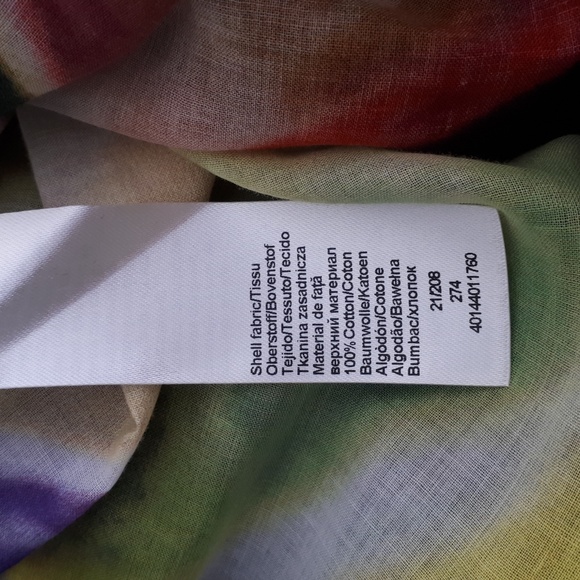 Shell fabric/Tissu
Oberstoff/Bovenstof
Tejido/Tessuto/Tecido
Tkanina zasadnicza
Material de față
верхний материал
100% Cotton/Coton
Baumwolle/Katoen
Algodón/Cotone
Algodão/Bawełna
Bumbac/хлопок
21/208
274
40144011760